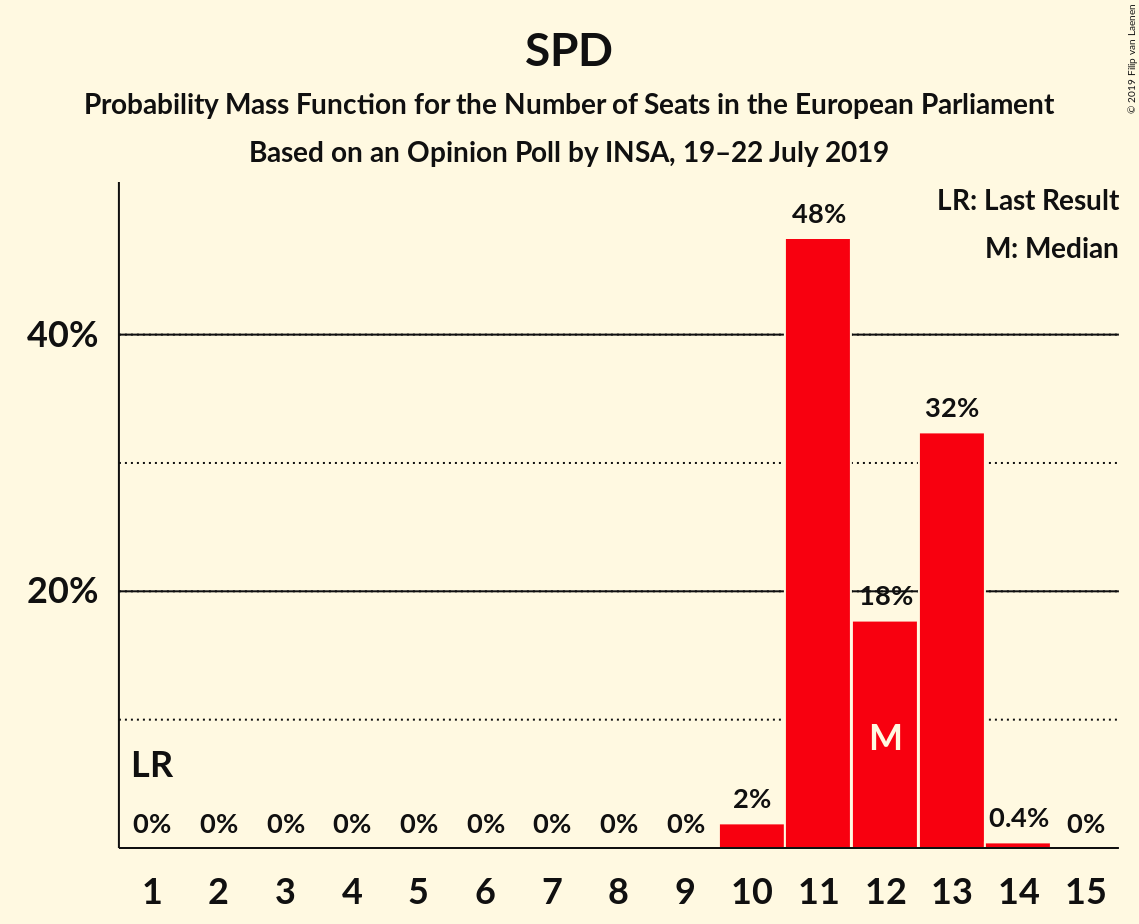 SPD
Probability Mass Function for the Number of Seats in the European Parliament
Based on an Opinion Poll by INSA, 19–22 July 2019
© 2019 Filip van Laenen
LR: Last Result
M: Median
48%
40%
32%
20%
18%
M
LR
0% 0% 0% 0% 0% 0% 0% 0% 0% 2% 0.4% 0%
1 2 3 4 5 6 7 8 9 10 11 12 13 14 15